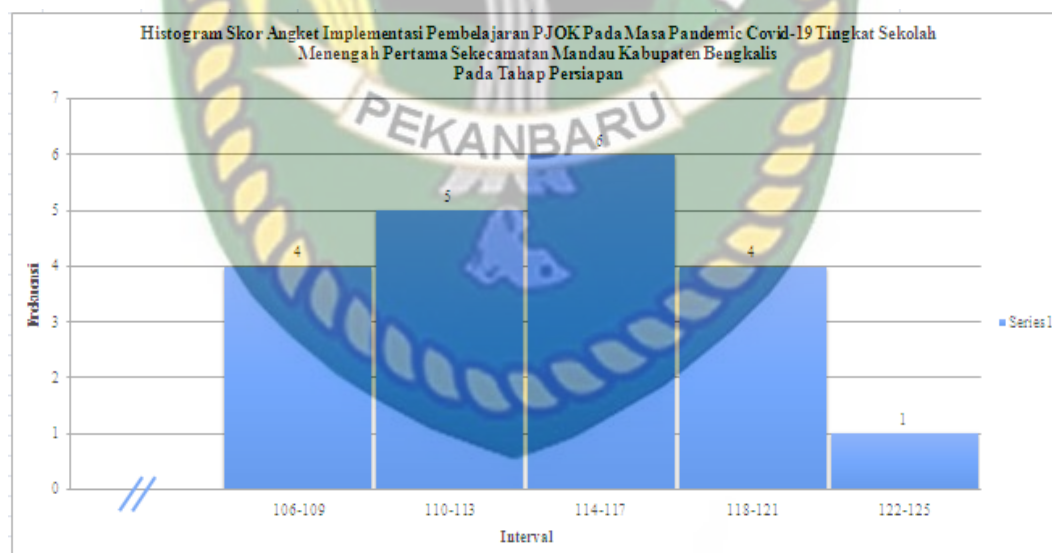 Histogram Skor Angket Implementasi Pembelajaran PJOK Pada Masa Pandemic Covid-19 Tingkat Sekolah
Menengah Pertama Sekecamatan Mandau Kabupaten Bengkalis
Pada Tahap Persiapan
PEKANBARU
7
6
5
4
3
2
1
0
Frekuensi
4
5
6
4
1
Series1
106-109
110-113
114-117
118-121
122-125
Interval